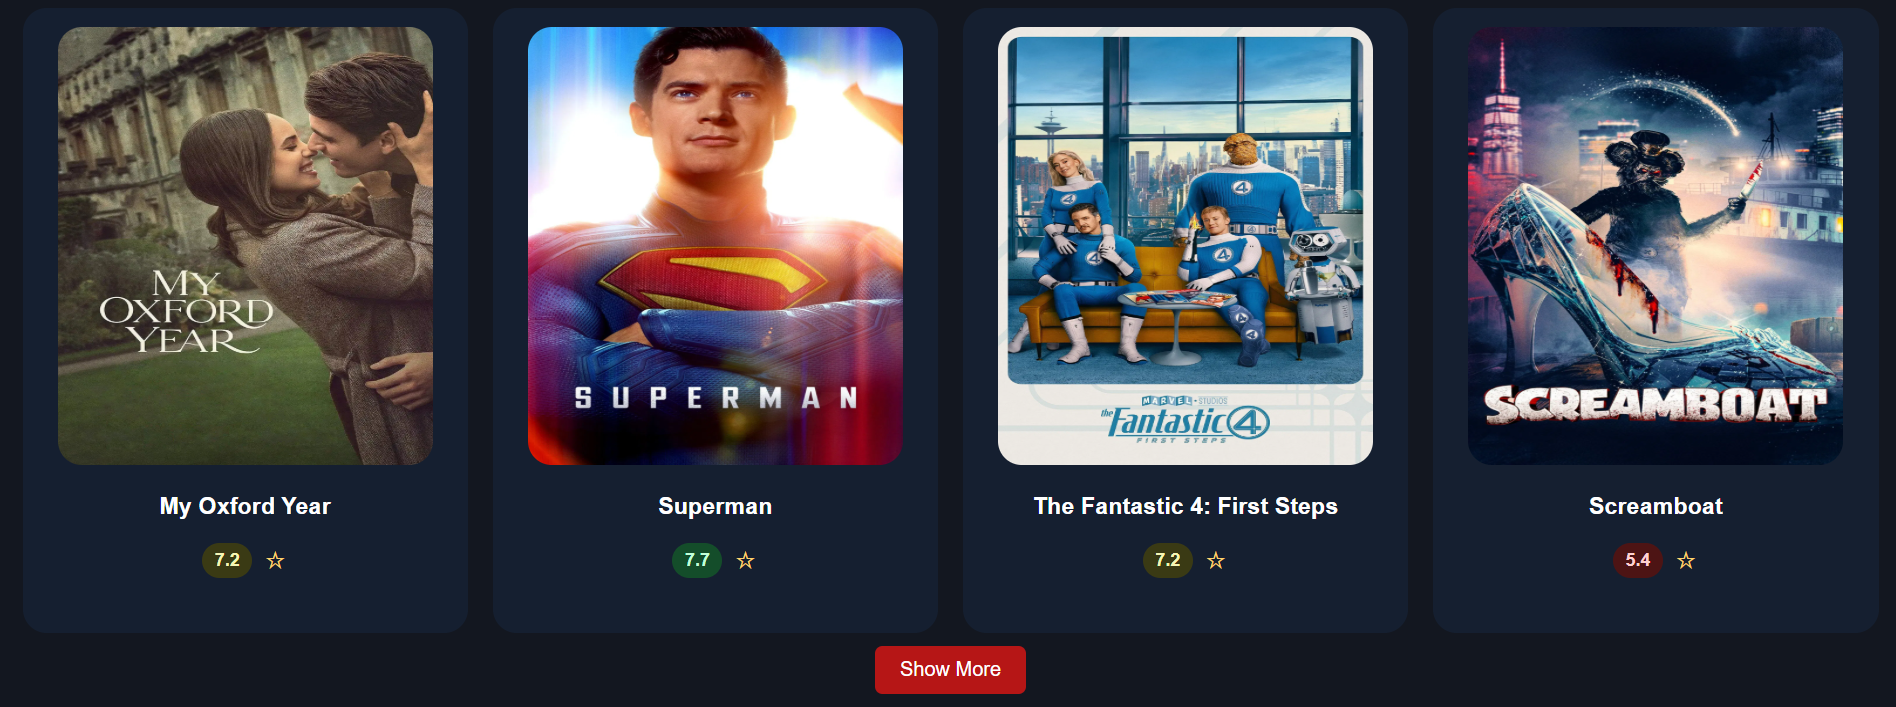 MY
OXFORD
YEAR
My Oxford Year
7.2
SUPERMAN
Superman
7.7
MARVEL STUDIOS
the
Fantastic 4
FIRST STEPS
The Fantastic 4: First Steps
7.2
SCREAMBOAT
Screamboat
5.4
Show More